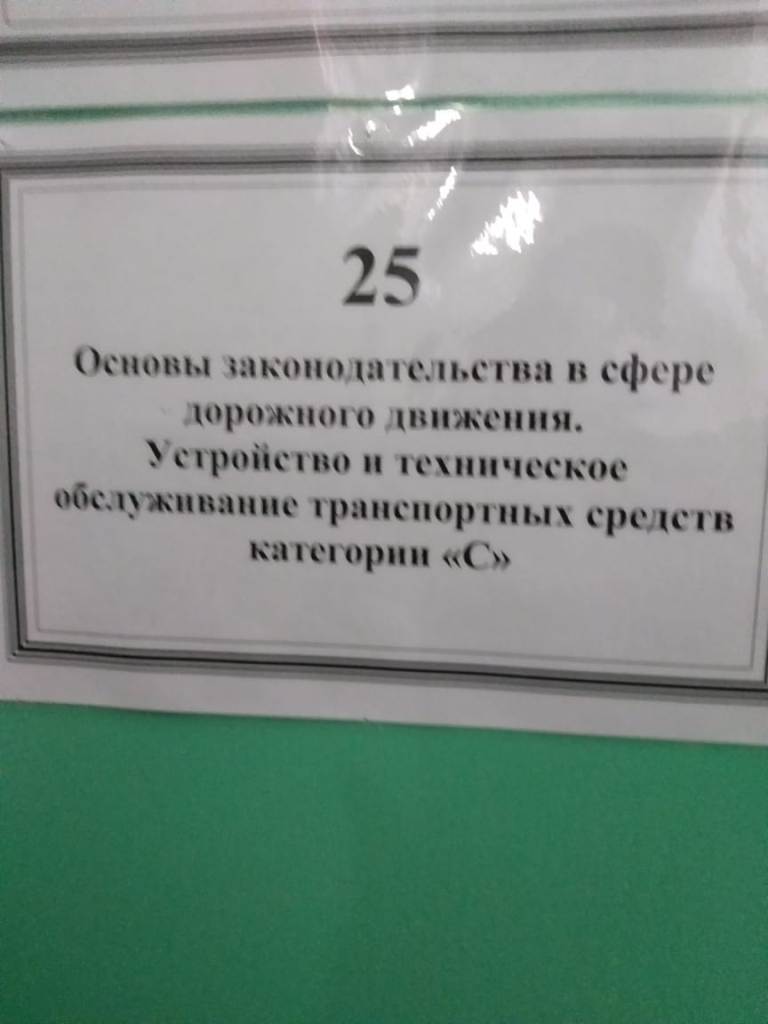 25
Основы законодательства в сфере
дорожного движения.
Устройство и техническое
обслуживание транспортных средств
категории «С»